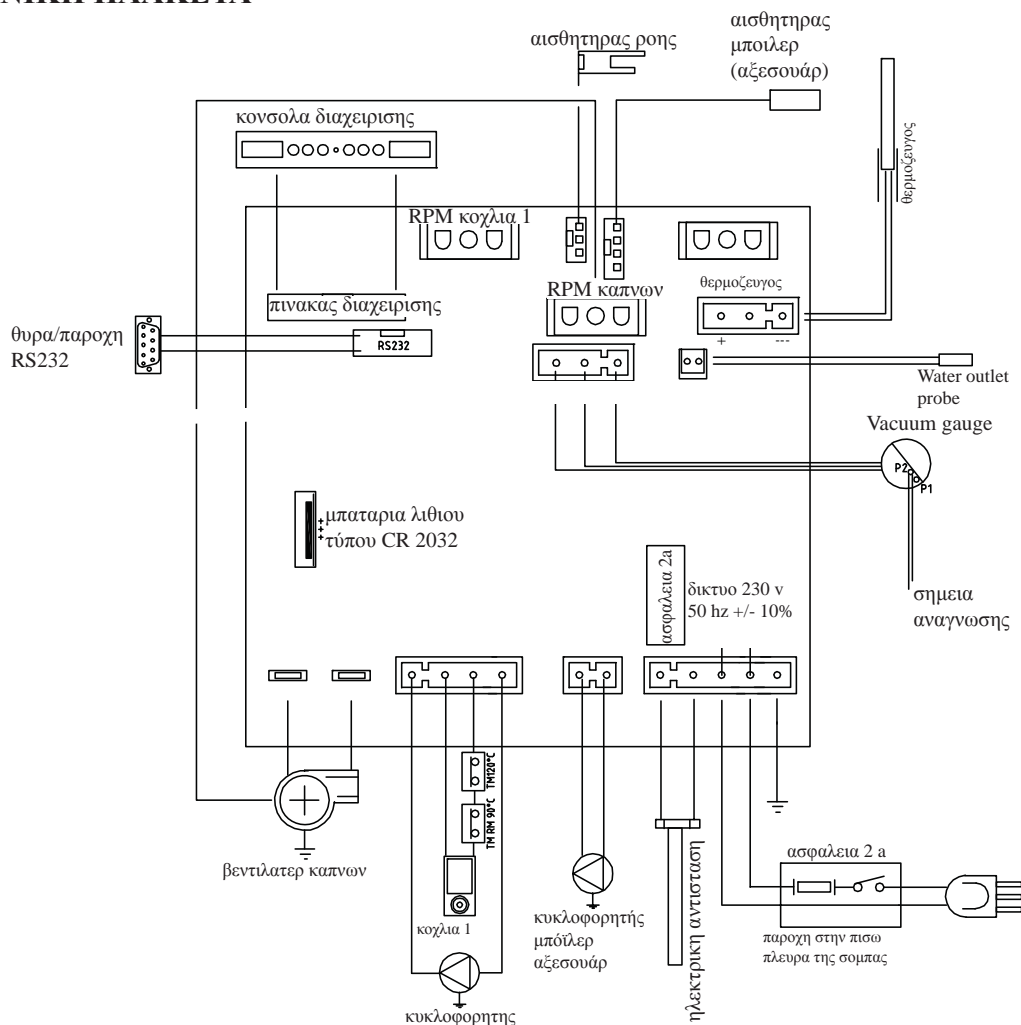 αισθητηρας ροης
αισθητηρας
μποιλερ
(αξεσουάρ)
κονσολα διαχειρισης
θερμοζευγος
RPM κοχλια 1
RPM καπνων
θερμοζευγος
+
---
πινακας διαχειρισης
RS232
θυρα/παροχη
RS232
Water outlet
probe
Vacuum gauge
P2
P1
μπαταρια λιθιου
τύπου CR 2032
+
+
+
ασφαλεια 2a
δικτυο 230 v
50 hz +/- 10%
σημεια
αναγνωσης
TM120°C
TM RM 90°C
βεντιλατερ καπνων
κοχλια 1
κυκλοφορητης
κυκλοφορητής
μπόϊλερ
αξεσουάρ
ηλεκτρικη αντισταση
ασφαλεια 2 a
παροχη στην πισω
πλευρα της σομπας